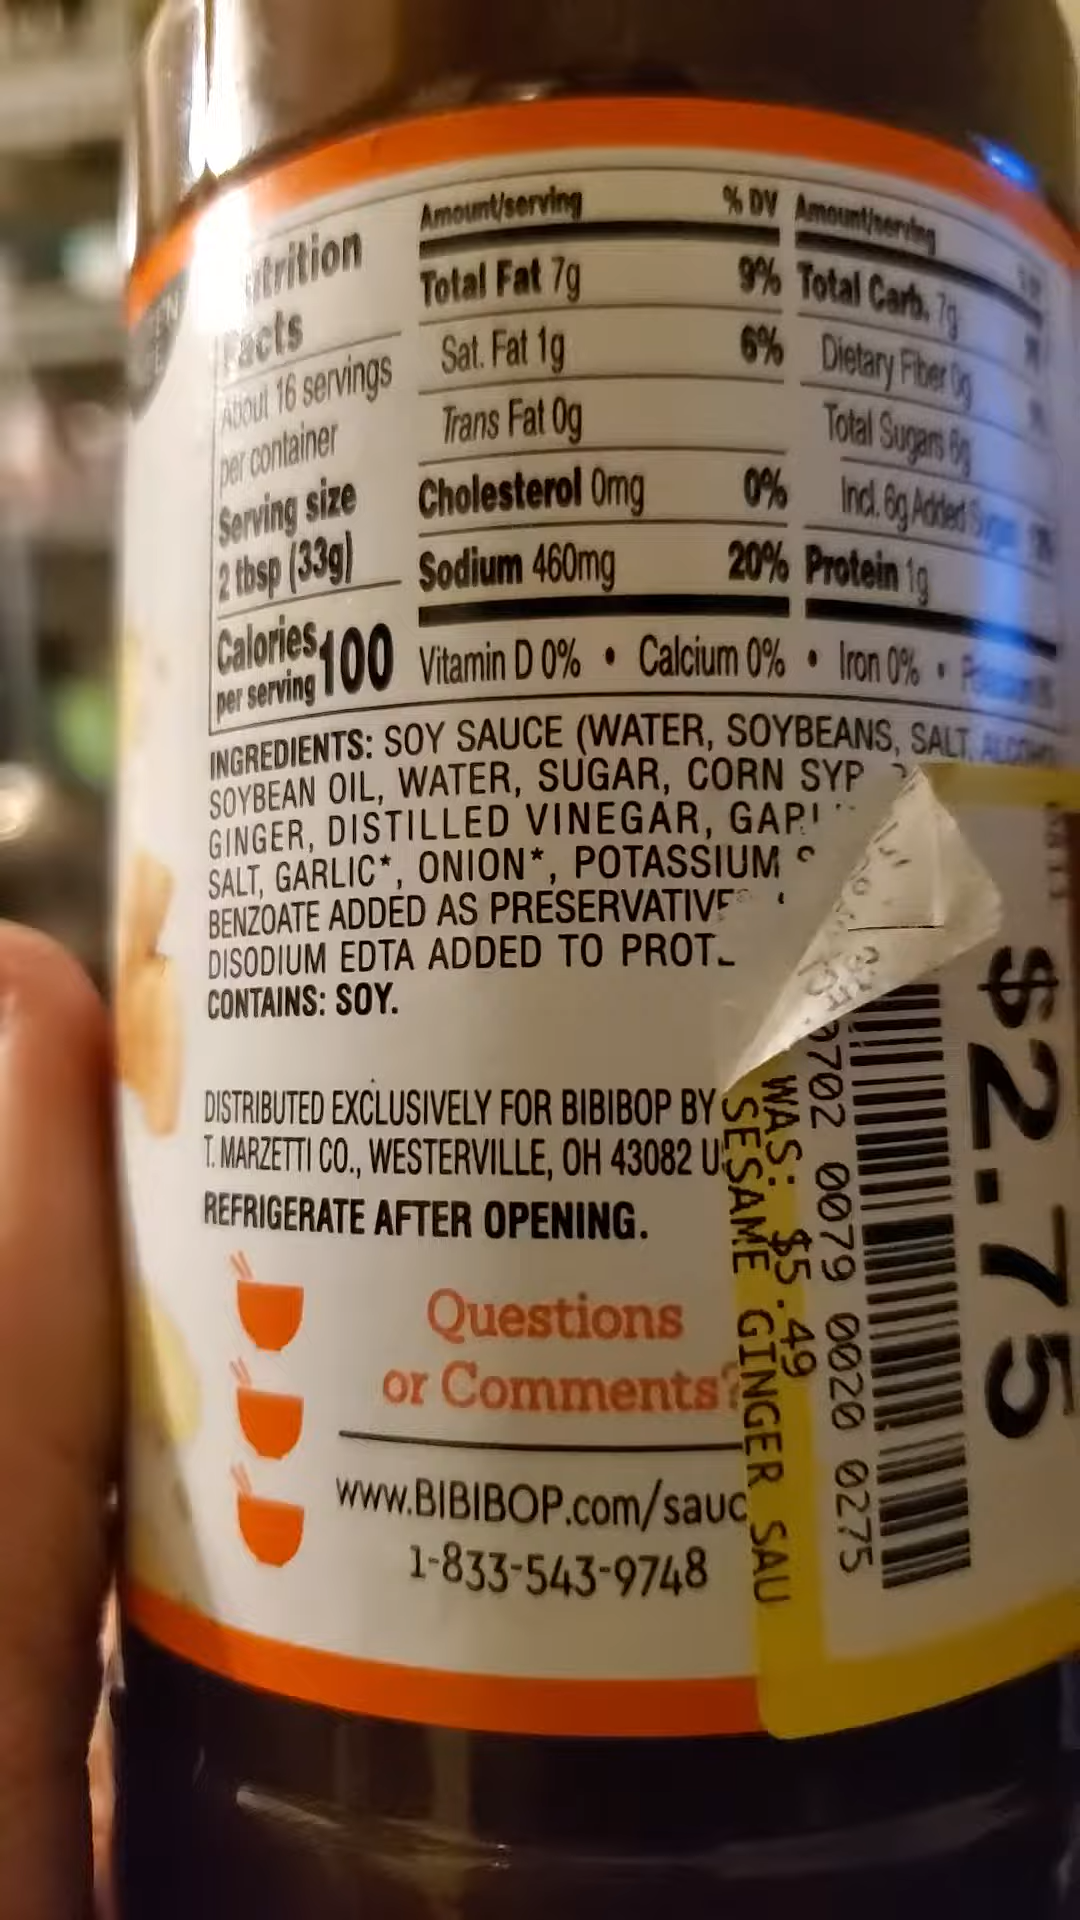 Nutrition
Facts
About 16 servings
per container
Serving size
2 tbsp (33g)
Calories 100
per serving
Amount/serving % DV
Total Fat 7g 9%
Sat. Fat 1g 6%
Trans Fat 0g
Cholesterol 0mg 0%
Sodium 460mg 20%
Amount/serving
Total Carb. 7g
Dietary Fiber 0g
Total Sugars 6g
Incl. 6g Added
Protein 1g
Vitamin D 0% • Calcium 0% • Iron 0% •
INGREDIENTS: SOY SAUCE (WATER, SOYBEANS, SALT,
SOYBEAN OIL, WATER, SUGAR, CORN SYR
GINGER, DISTILLED VINEGAR,
SALT, GARLIC*, ONION*, POTASSIUM
BENZOATE ADDED AS PRESERVATIVE
DISODIUM EDTA ADDED TO PROT
CONTAINS: SOY.
DISTRIBUTED EXCLUSIVELY FOR BIBIBOP BY
T. MARZETTI CO., WESTERVILLE, OH 43082 U
REFRIGERATE AFTER OPENING.
Questions
or Comments?
www.BIBIBOP.com/sauc
1-833-543-9748
$2.75
9702 0079 0020 0275
WAS: $5.49
SESAME GINGER SAU